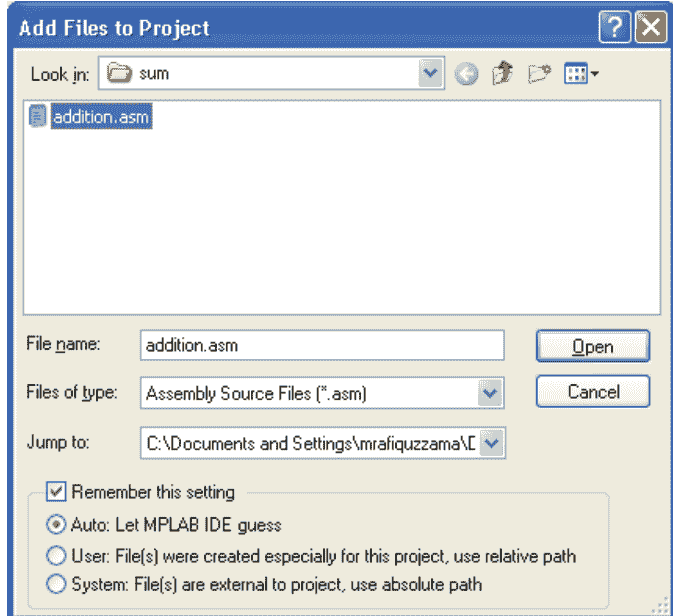 Add Files to Project
Look in: sum
addition.asm
File name: addition.asm Open
Files of type: Assembly Source Files (*.asm) Cancel
Jump to: C:\Documents and Settings\mrafiquzzama\D
Remember this setting
Auto: Let MPLAB IDE guess
User: File(s) were created especially for this project, use relative path
System: File(s) are external to project, use absolute path